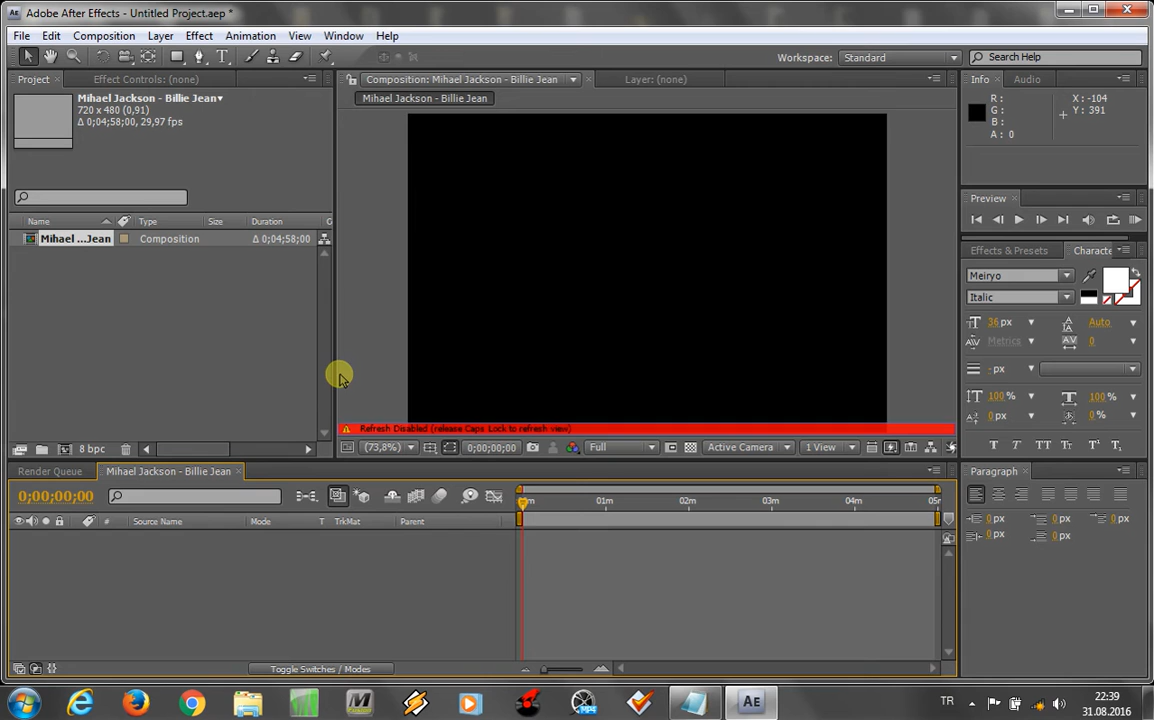 Adobe After Effects - Untitled Project.aep *
File Edit Composition Layer Effect Animation View Window Help
Workspace: Standard Search Help
Project Effect Controls: (none) Composition: Mihael Jackson - Billie Jean Layer: (none) Info Audio
Mihael Jackson - Billie Jean
Mihael Jackson - Billie Jean
720 x 480 (0,91)
Δ 0;04;58;00, 29,97 fps
R :
G :
B :
A : 0
X : -104
Y : 391
Preview
Name Type Size Duration
Mihael ...Jean Composition Δ 0;04;58;00
Effects & Presets Characte
Meiryo
Italic
36 px Auto
Metrics 0
- px
100 % 100 %
0 px 0 %
T T TT Tt T¹ T₁
Refresh Disabled (release Caps Lock to refresh view)
8 bpc (73,8%) 0;00;00;00 Full Active Camera 1 View
Render Queue Mihael Jackson - Billie Jean
Paragraph
0;00;00;00
01m 02m 03m 04m
# Source Name Mode T TrkMat Parent
0 px 0 px 0 px
0 px 0 px
Toggle Switches / Modes
AE TR 22:39
31.08.2016